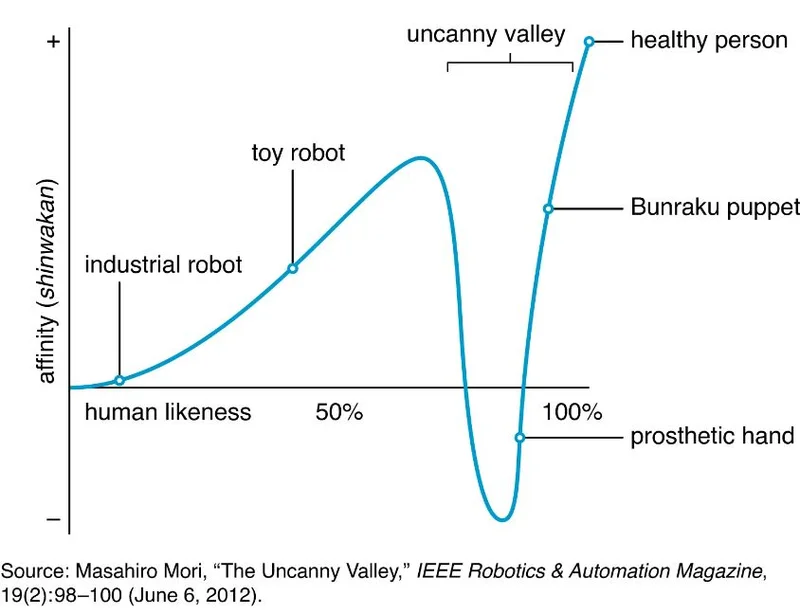 +
uncanny valley
healthy person
toy robot
Bunraku puppet
industrial robot
affinity (shinwakan)
human likeness 50% 100%
prosthetic hand
–
Source: Masahiro Mori, “The Uncanny Valley,” IEEE Robotics & Automation Magazine,
19(2):98–100 (June 6, 2012).